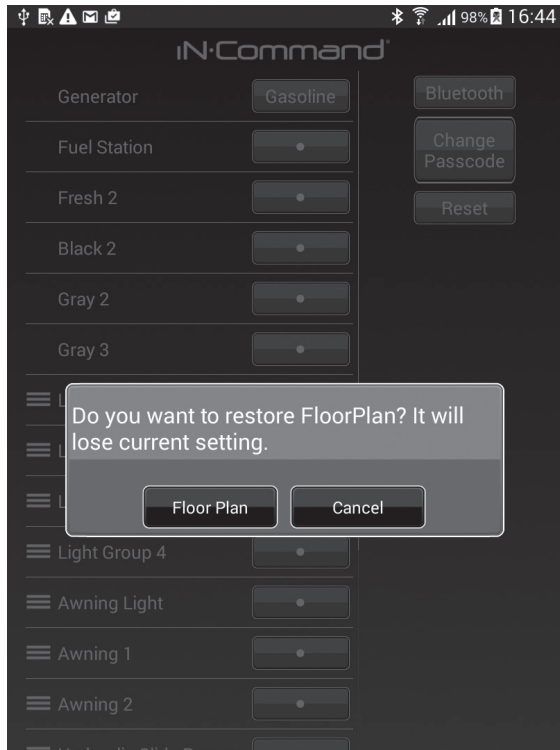 98% 16:44
iN·Command
Generator Gasoline Bluetooth
Fuel Station Change
Passcode
Fresh 2 Reset
Black 2
Gray 2
Gray 3
L
Do you want to restore FloorPlan? It will
lose current setting.
L
L
Floor Plan Cancel
Light Group 4
Awning Light
Awning 1
Awning 2